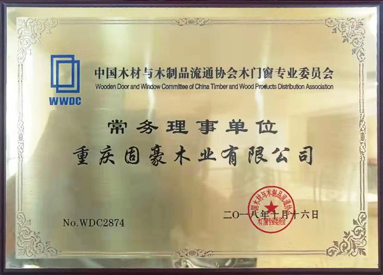 中国木材与木制品流通协会木门窗专业委员会
Wooden Door and Window Committee of China Timber and Wood Products Distribution Association
WWDC
常务理事单位
重庆固豪木业有限公司
No.WDC2874
二〇一八年十月十六日